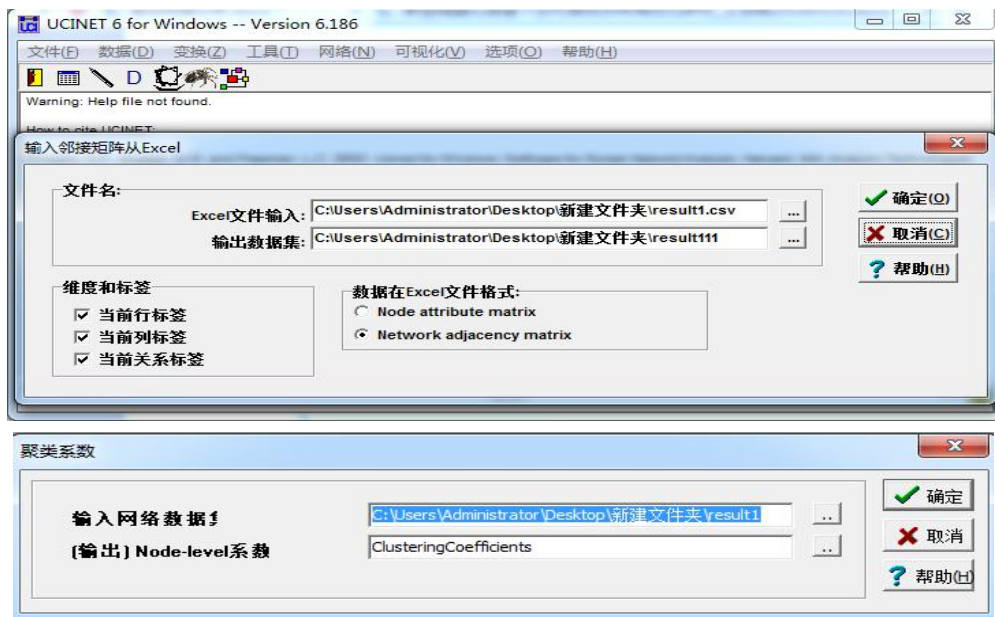 UCINET 6 for Windows -- Version 6.186
文件(F) 数据(D) 变换(Z) 工具(T) 网络(N) 可视化(V) 选项(O) 帮助(H)
D
Warning: Help file not found.
How to cite UCINET:
输入邻接矩阵从Excel
文件名:
Excel文件输入: C:\Users\Administrator\Desktop\新建文件夹\result1.csv ...
输出数据集: C:\Users\Administrator\Desktop\新建文件夹\result111 ...
确定(O)
取消(C)
帮助(H)
维度和标签
当前行标签
当前列标签
当前关系标签
数据在Excel文件格式:
Node attribute matrix
Network adjacency matrix
聚类系数
输入网络数据 C:\Users\Administrator\Desktop\新建文件夹\result1 ..
(输出) Node-level系数 ClusteringCoefficients ..
确定
取消
帮助(H)